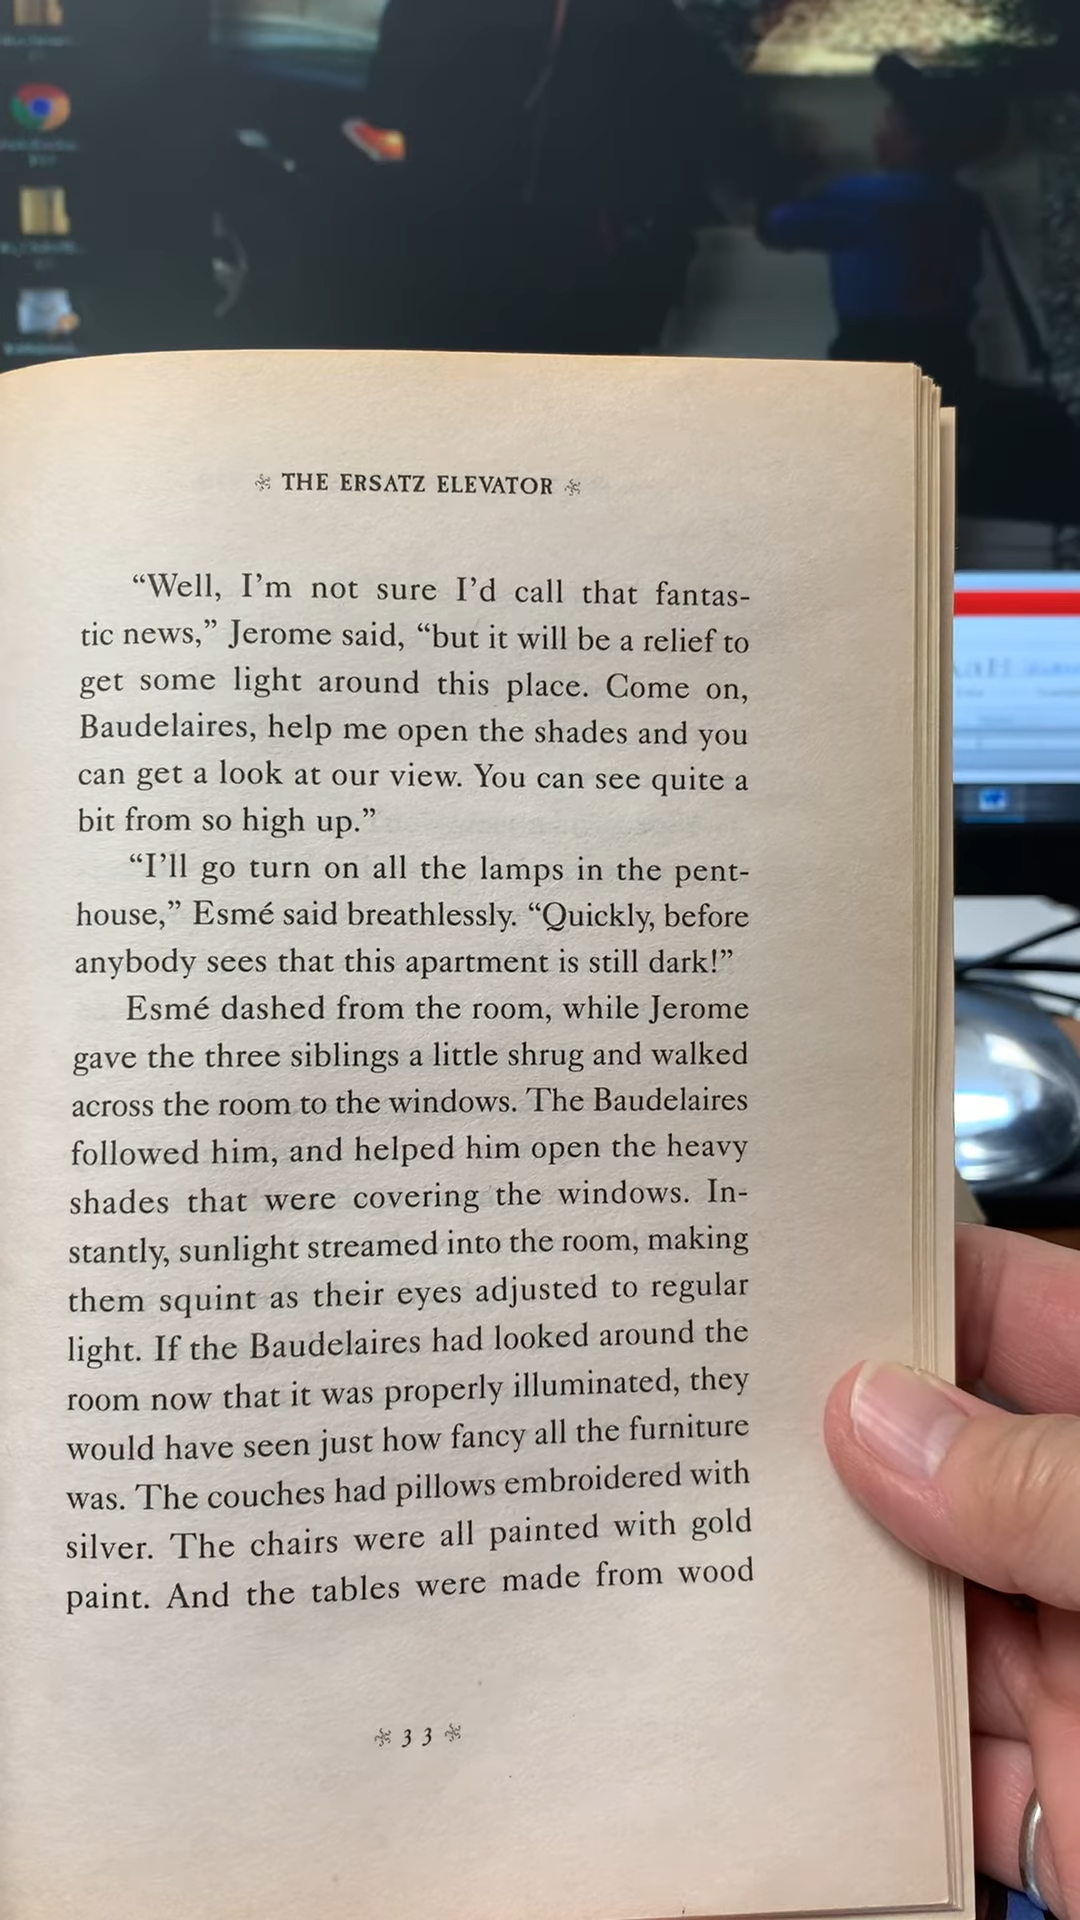 THE ERSATZ ELEVATOR
“Well, I’m not sure I’d call that fantas-
tic news,” Jerome said, “but it will be a relief to
get some light around this place. Come on,
Baudelaires, help me open the shades and you
can get a look at our view. You can see quite a
bit from so high up.”
“I’ll go turn on all the lamps in the pent-
house,” Esmé said breathlessly. “Quickly, before
anybody sees that this apartment is still dark!”
Esmé dashed from the room, while Jerome
gave the three siblings a little shrug and walked
across the room to the windows. The Baudelaires
followed him, and helped him open the heavy
shades that were covering the windows. In-
stantly, sunlight streamed into the room, making
them squint as their eyes adjusted to regular
light. If the Baudelaires had looked around the
room now that it was properly illuminated, they
would have seen just how fancy all the furniture
was. The couches had pillows embroidered with
silver. The chairs were all painted with gold
paint. And the tables were made from wood
33